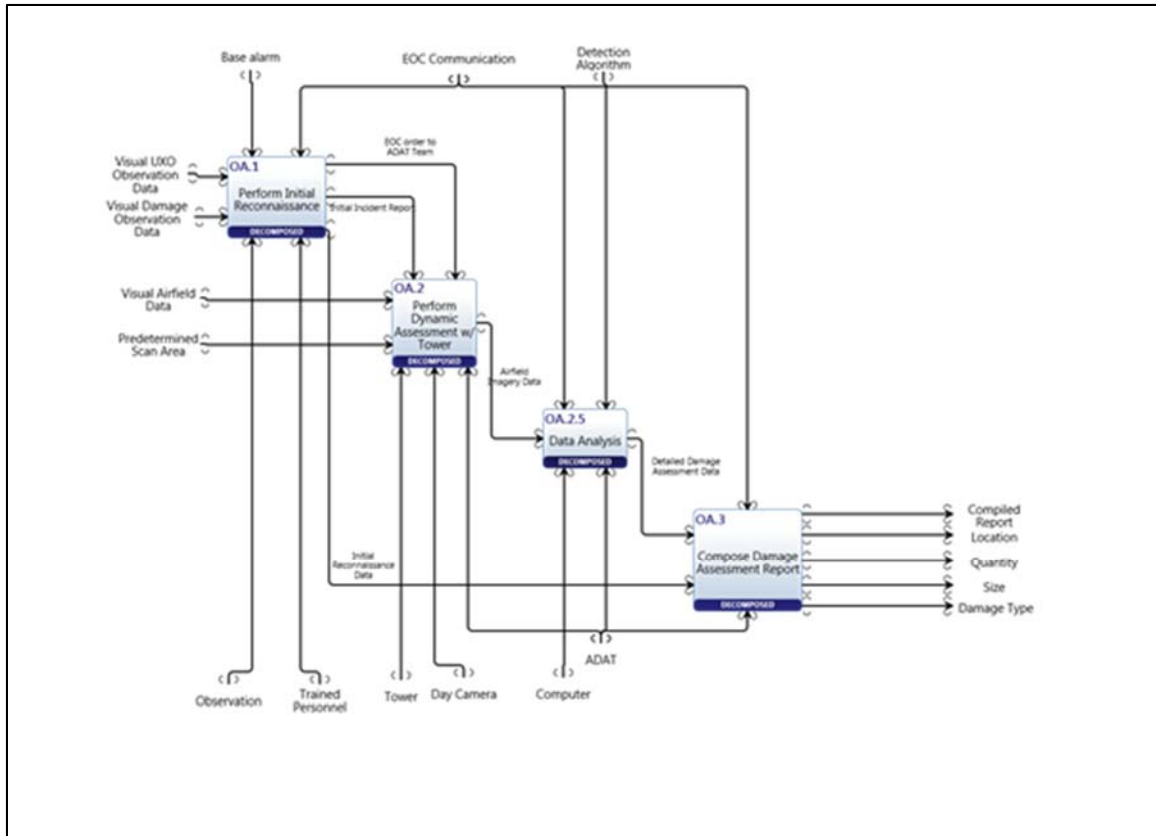 Base alarm
EOC Communication
Detection
Algorithm
EOC order to
ADAT Team
Visual UXO
Observation
Data
OA.1
Perform Initial
Reconnaissance
DECOMPOSED
Visual Damage
Observation
Data
Initial Incident Report
Visual Airfield
Data
OA.2
Perform
Dynamic
Assessment w/
Tower
DECOMPOSED
Predetermined
Scan Area
Airfield
Imagery Data
OA.2.5
Data Analysis
DECOMPOSED
Detailed Damage
Assessment Data
OA.3
Compose Damage
Assessment Report
DECOMPOSED
Compiled
Report
Location
Quantity
Size
Damage Type
Initial
Reconnaissance
Data
ADAT
Observation
Trained
Personnel
Tower
Day Camera
Computer